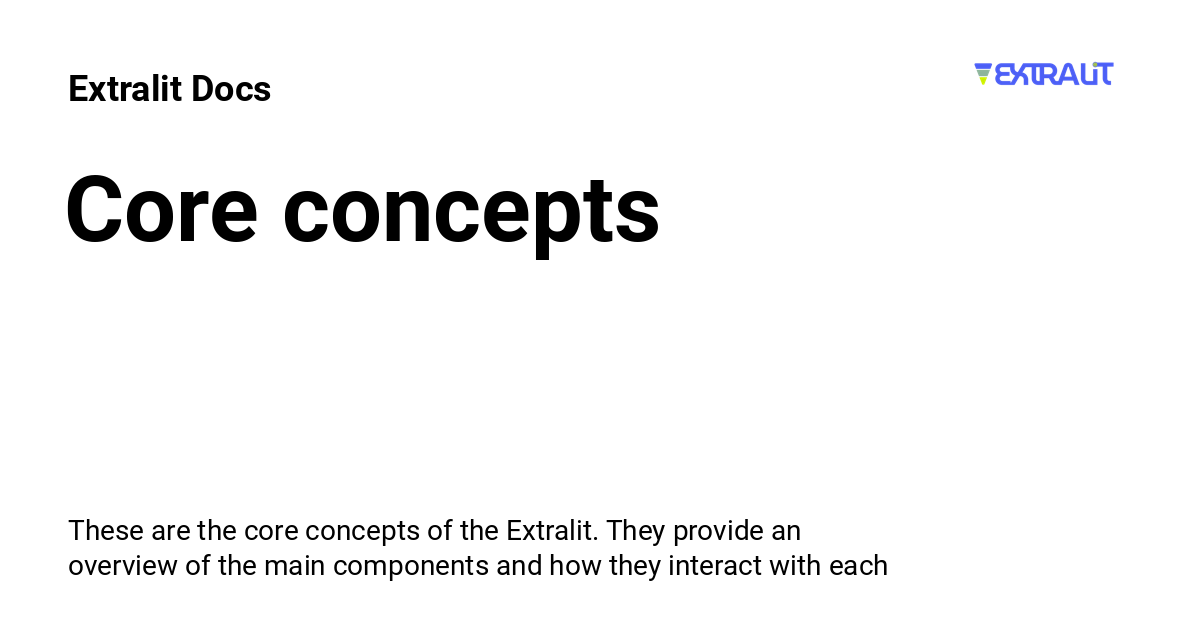 Extralit Docs
EXTRALIT
Core concepts
These are the core concepts of the Extralit. They provide an
overview of the main components and how they interact with each